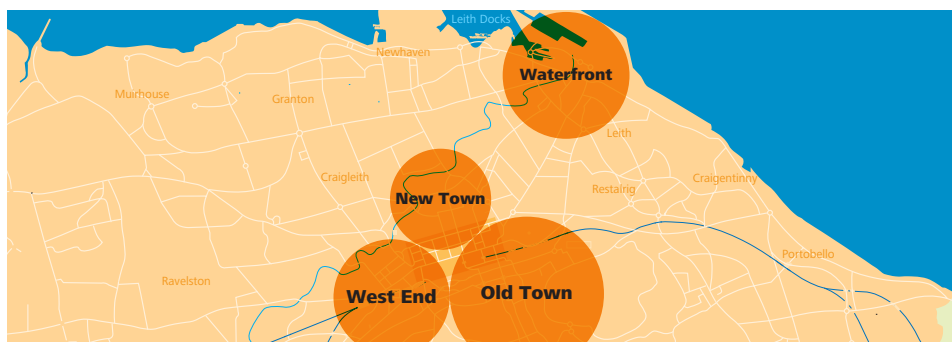 Leith Docks
Newhaven
Waterfront
Muirhouse
Granton
Leith
Craigleith
Craigentinny
Restalrig
New Town
Portobello
Ravelston
West End
Old Town